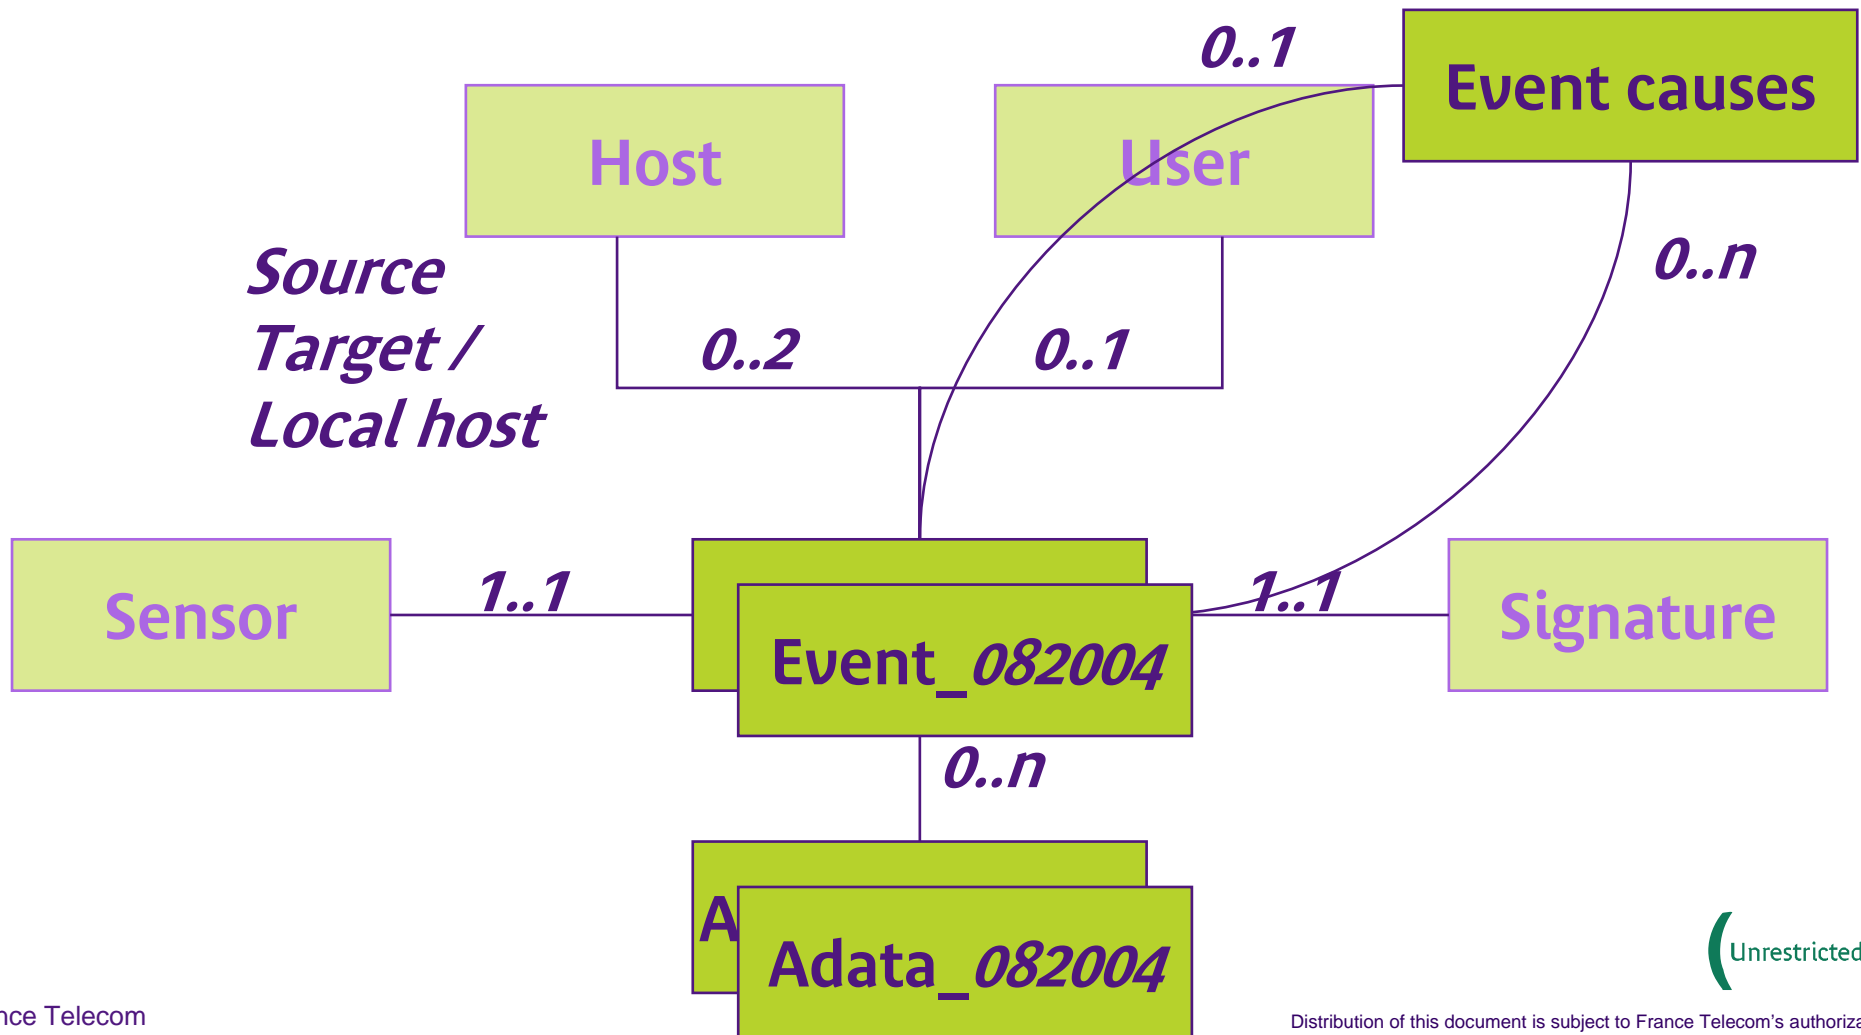 0..1
Event causes
Host
User
Source
Target /
Local host
0..n
0..2
0..1
Sensor
1..1
1..1
Signature
Event_082004
0..n
A
Adata_082004
Unrestricted
nce Telecom
Distribution of this document is subject to France Telecom's authoriza